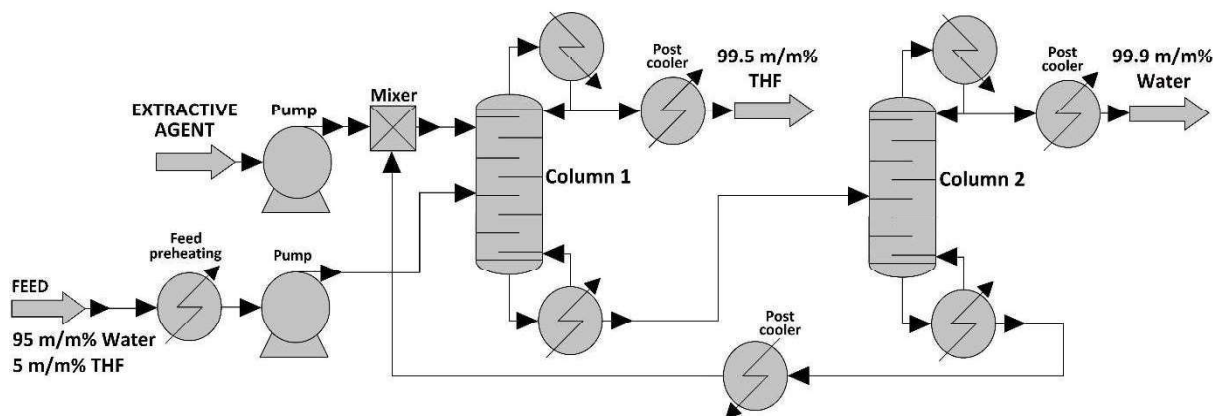 EXTRACTIVE
AGENT
Pump
Mixer
Column 1
Post
cooler
99.5 m/m%
THF
Column 2
Post
cooler
99.9 m/m%
Water
FEED
95 m/m% Water
5 m/m% THF
Feed
preheating
Pump
Post
cooler